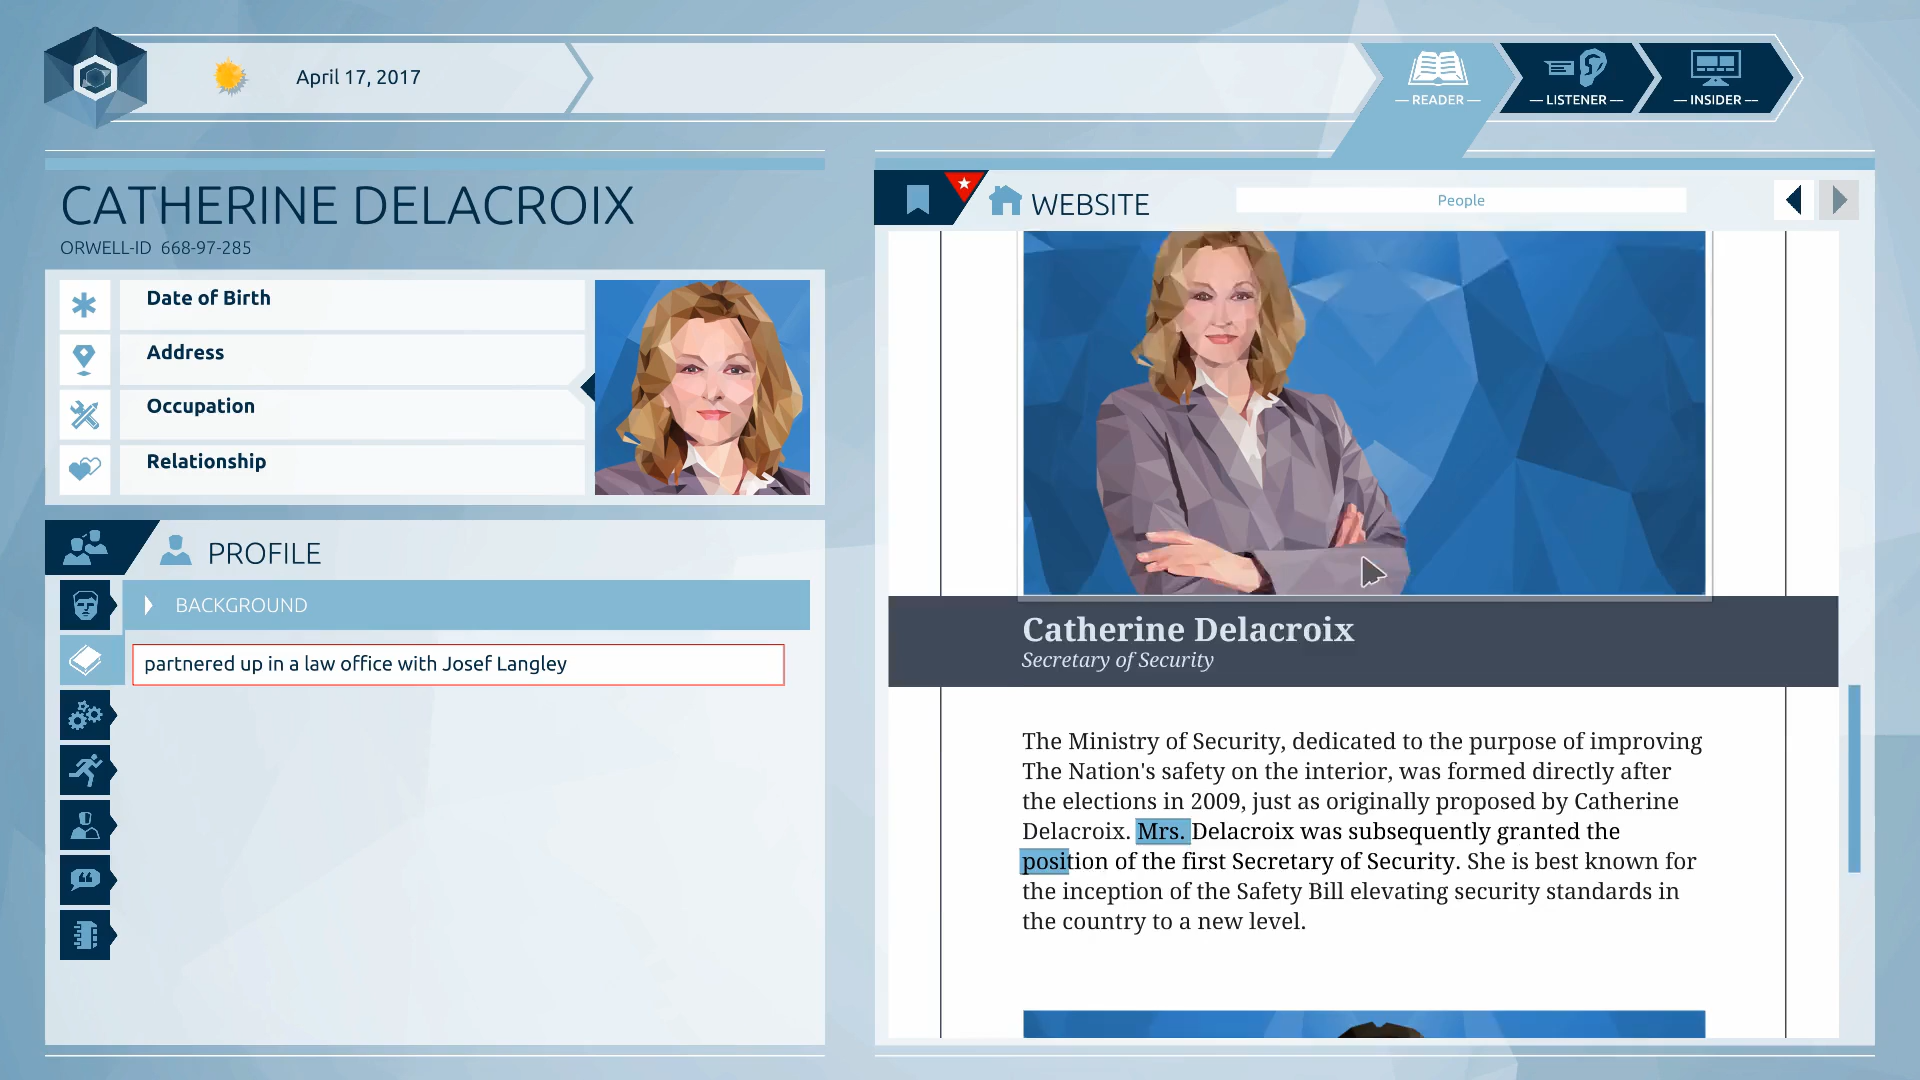 April 17, 2017
— READER —
— LISTENER —
— INSIDER —
CATHERINE DELACROIX
ORWELL-ID 668-97-285
Date of Birth
Address
Occupation
Relationship
PROFILE
BACKGROUND
partnered up in a law office with Josef Langley
WEBSITE
People
Catherine Delacroix
Secretary of Security
The Ministry of Security, dedicated to the purpose of improving
The Nation's safety on the interior, was formed directly after
the elections in 2009, just as originally proposed by Catherine
Delacroix. Mrs. Delacroix was subsequently granted the
position of the first Secretary of Security. She is best known for
the inception of the Safety Bill elevating security standards in
the country to a new level.